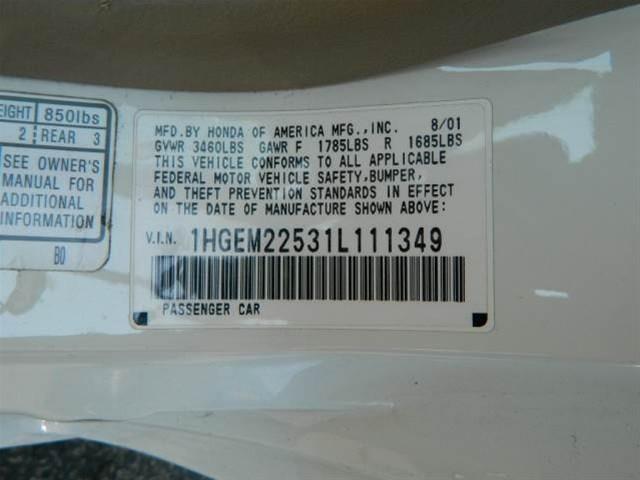 EIGHT 850lbs
2 REAR 3
SEE OWNER'S
MANUAL FOR
ADDITIONAL
INFORMATION
BO
MFD.BY HONDA OF AMERICA MFG.,INC. 8/01
GVWR 3460LBS GAWR F 1785LBS R 1685LBS
THIS VEHICLE CONFORMS TO ALL APPLICABLE
FEDERAL MOTOR VEHICLE SAFETY,BUMPER,
AND THEFT PREVENTION STANDARDS IN EFFECT
ON THE DATE OF MANUFACTURE SHOWN ABOVE:
V.I.N. 1HGEM22531L111349
PASSENGER CAR